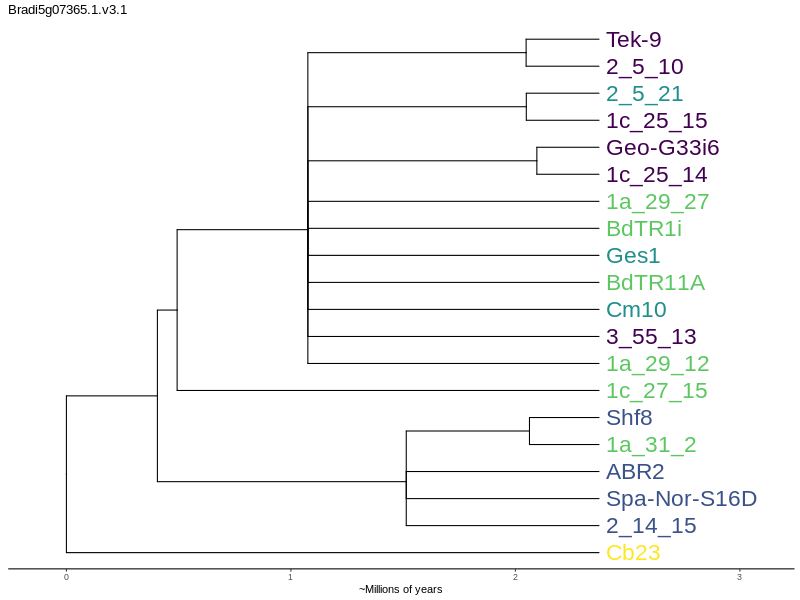 Bradi5g07365.1.v3.1
Tek-9
2_5_10
2_5_21
1c_25_15
Geo-G33i6
1c_25_14
1a_29_27
BdTR1i
Ges1
BdTR11A
Cm10
3_55_13
1a_29_12
1c_27_15
Shf8
1a_31_2
ABR2
Spa-Nor-S16D
2_14_15
Cb23
0 1 2 3
~Millions of years